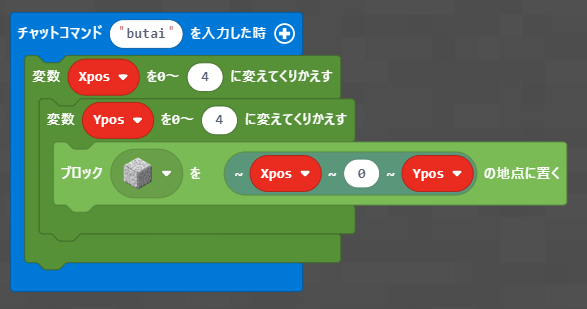 チャットコマンド "butai" を入力した時
変数 Xpos を0～ 4 に変えてくりかえす
変数 Ypos を0～ 4 に変えてくりかえす
ブロック を ~ Xpos ~ 0 ~ Ypos の地点に置く